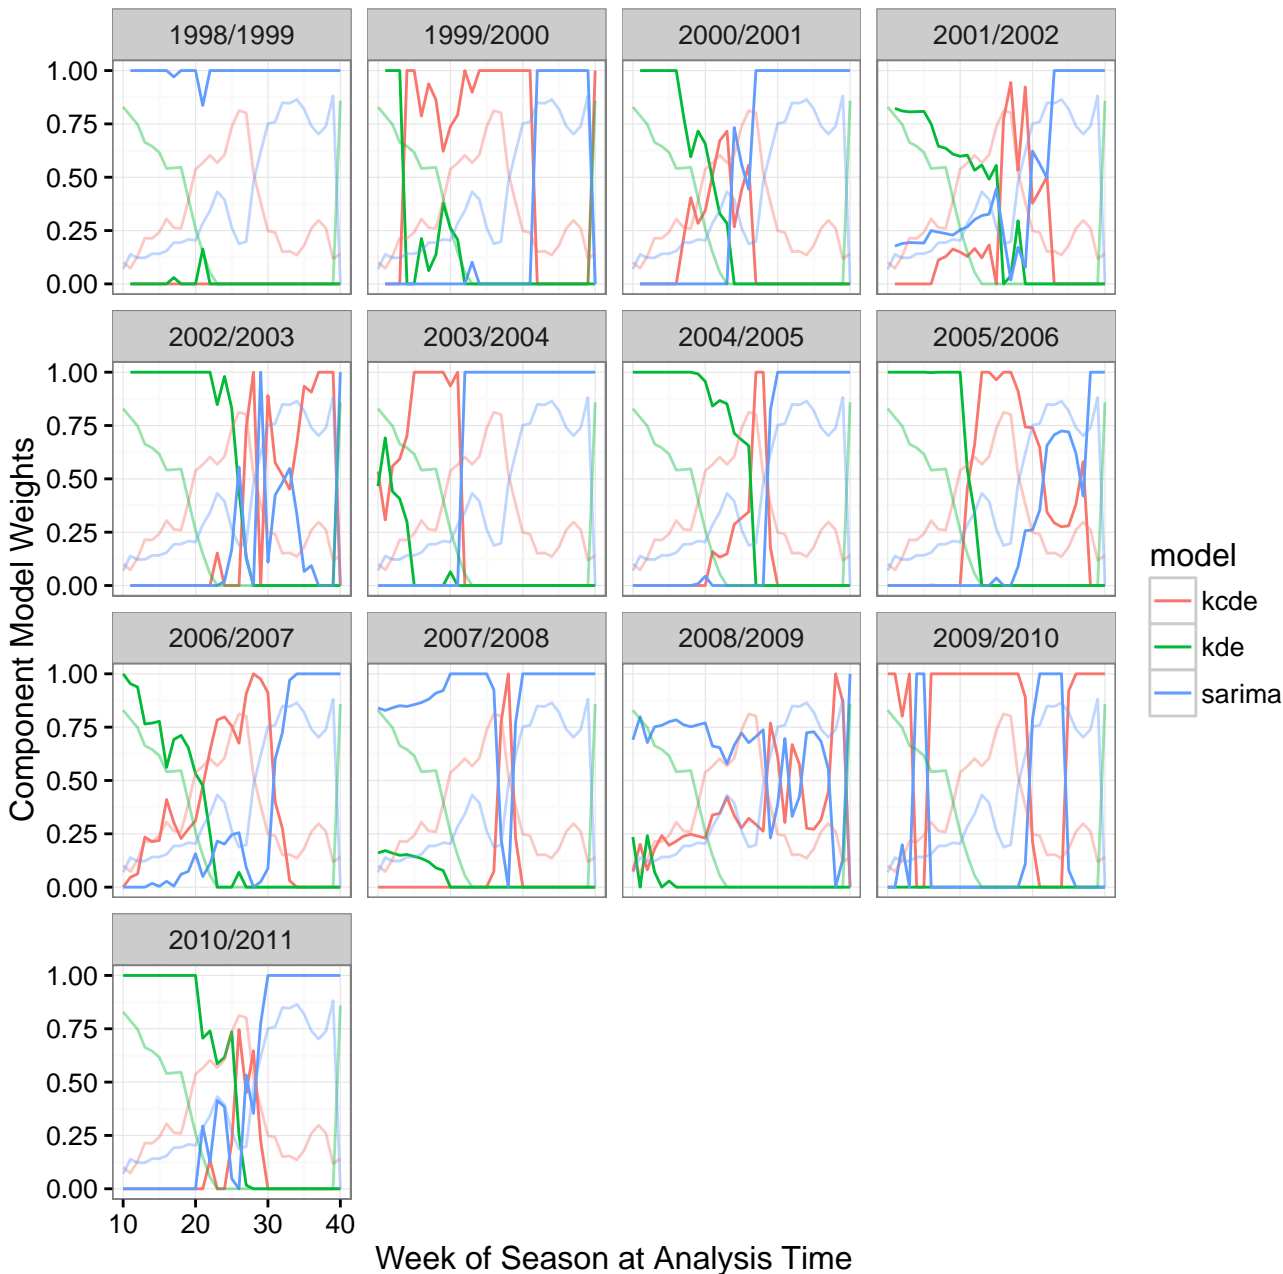 1998/1999 1999/2000 2000/2001 2001/2002
1.00
0.75
0.50
0.25
0.00
2002/2003 2003/2004 2004/2005 2005/2006
1.00
0.75
0.50
0.25
0.00
2006/2007 2007/2008 2008/2009 2009/2010
1.00
0.75
0.50
0.25
0.00
2010/2011
1.00
0.75
0.50
0.25
0.00
10 20 30 40
Week of Season at Analysis Time
Component Model Weights
model
kcde
kde
sarima